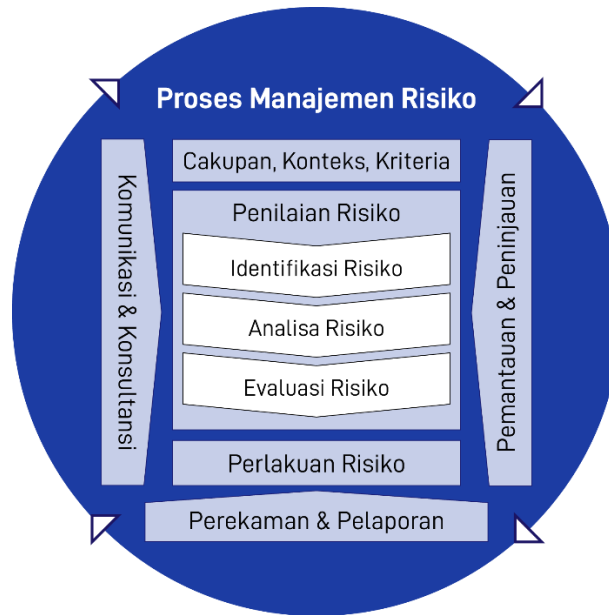 Proses Manajemen Risiko
Komunikasi & Konsultansi
Cakupan, Konteks, Kriteria
Penilaian Risiko
Identifikasi Risiko
Analisa Risiko
Evaluasi Risiko
Perlakuan Risiko
Pemantauan & Peninjauan
Perekaman & Pelaporan